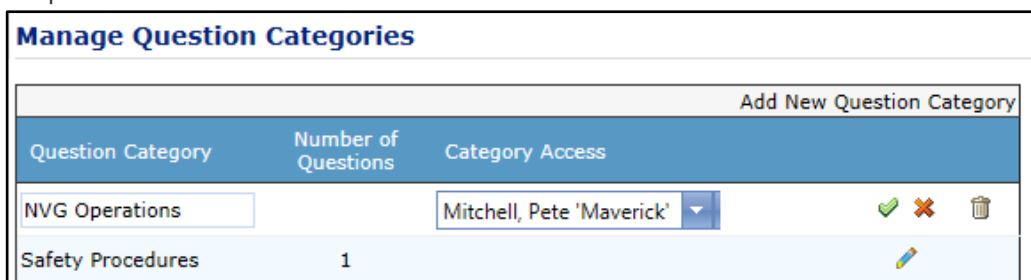 Manage Question Categories
Add New Question Category
Question Category Number of Questions Category Access
NVG Operations Mitchell, Pete 'Maverick'
Safety Procedures 1